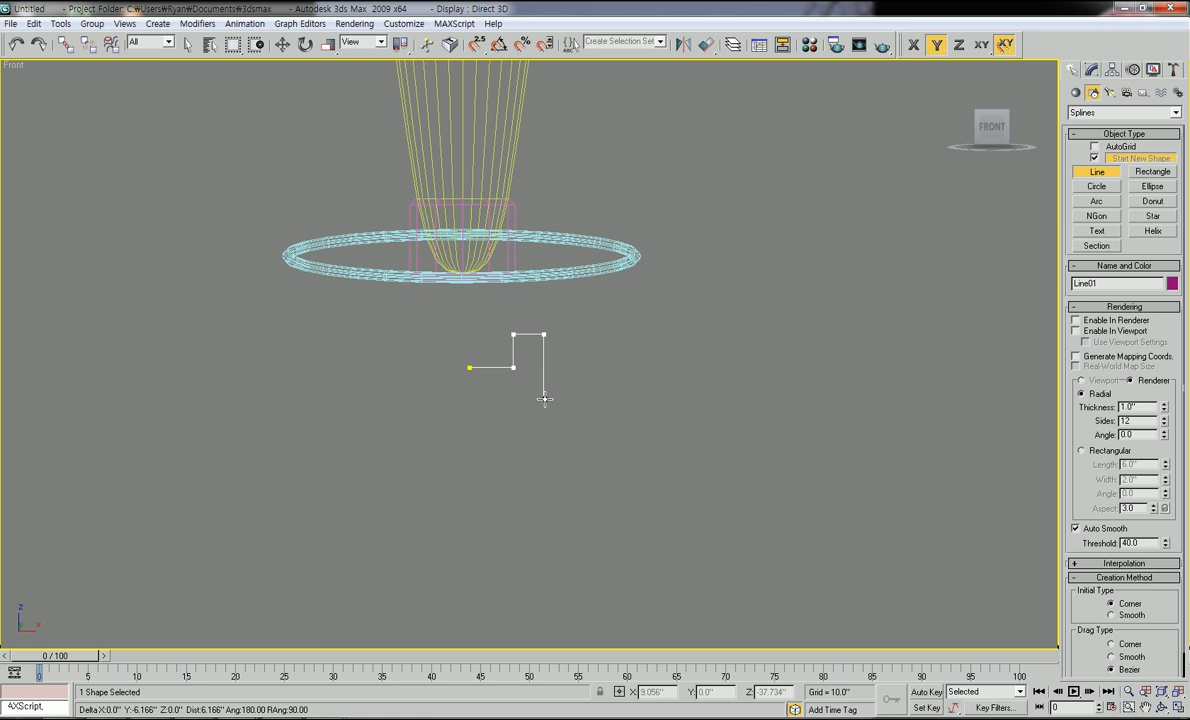 Untitled - Project Folder: C:\Users\Ryan\Documents\3dsmax - Autodesk 3ds Max 2009 x64 - Display : Direct 3D
File Edit Tools Group Views Create Modifiers Animation Graph Editors Rendering Customize MAXScript Help
All View 2.5 Create Selection Set X Y Z XY XY
Front
FRONT
Splines
- Object Type
AutoGrid
Start New Shape
Line Rectangle
Circle Ellipse
Arc Donut
NGon Star
Text Helix
Section
- Name and Color
Line01
- Rendering
Enable In Renderer
Enable In Viewport
Use Viewport Settings
Generate Mapping Coords.
Real-World Map Size
Viewport Renderer
Radial
Thickness: 1.0"
Sides: 12
Angle: 0.0
Rectangular
Length: 6.0"
Width: 2.0"
Angle: 0.0
Aspect: 3.0
Auto Smooth
Threshold: 40.0
+ Interpolation
- Creation Method
Initial Type
Corner
Smooth
Drag Type
Corner
Smooth
Bezier
z
x
< 0 / 100 >
0 5 10 15 20 25 30 35 40 45 50 55 60 65 70 75 80 85 90 95 100
1 Shape Selected X: 9.056" Y: 0.0" Z: -37.734" Grid = 10.0" Auto Key Selected
AXScript, Delta X:0.0" Y:-6.166" Z:0.0" Dist:6.166" Ang:180.00 RAng:90.00 Add Time Tag Set Key Key Filters... 0